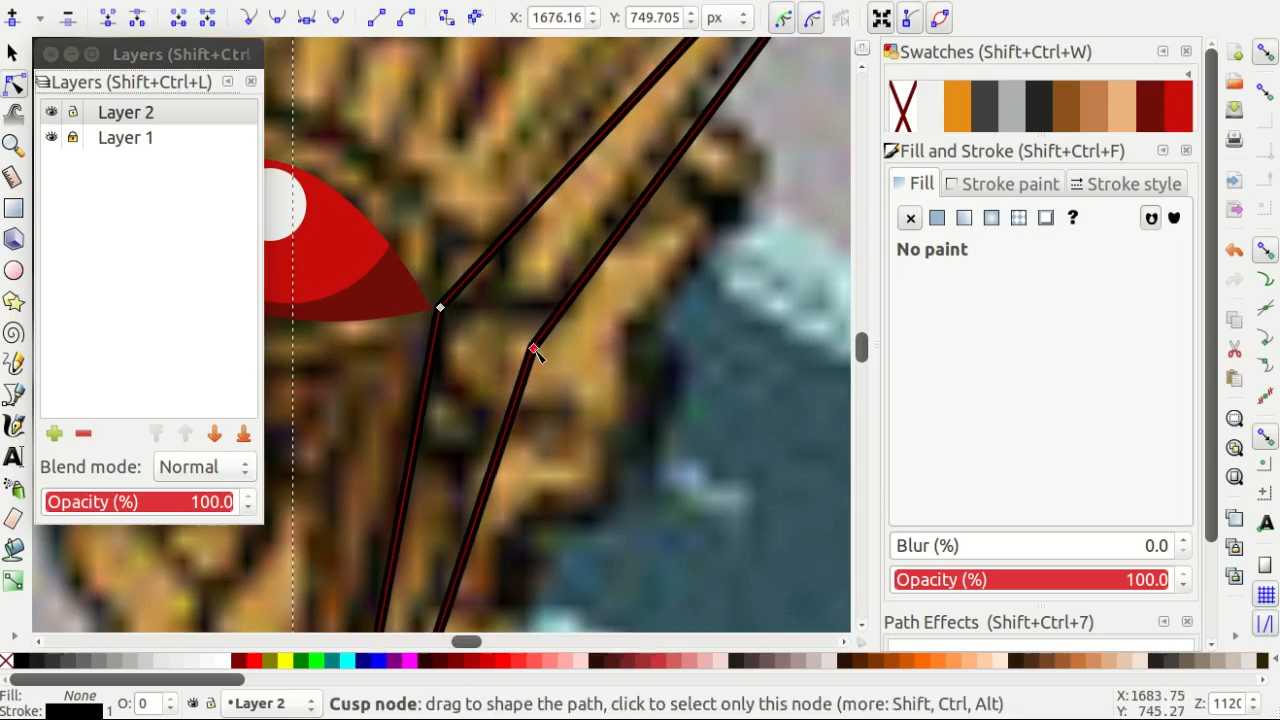 X: 1676.16 Y: 749.705 px
Layers (Shift+Ctrl
Layers (Shift+Ctrl+L)
Layer 2
Layer 1
Blend mode: Normal
Opacity (%) 100.0
Swatches (Shift+Ctrl+W)
Fill and Stroke (Shift+Ctrl+F)
Fill Stroke paint Stroke style
?
No paint
Blur (%) 0.0
Opacity (%) 100.0
Path Effects (Shift+Ctrl+7)
Fill: None
Stroke: 1 O: 0 •Layer 2 Cusp node: drag to shape the path, click to select only this node (more: Shift, Ctrl, Alt)
X:1683.75
Y: 745.27 Z: 112